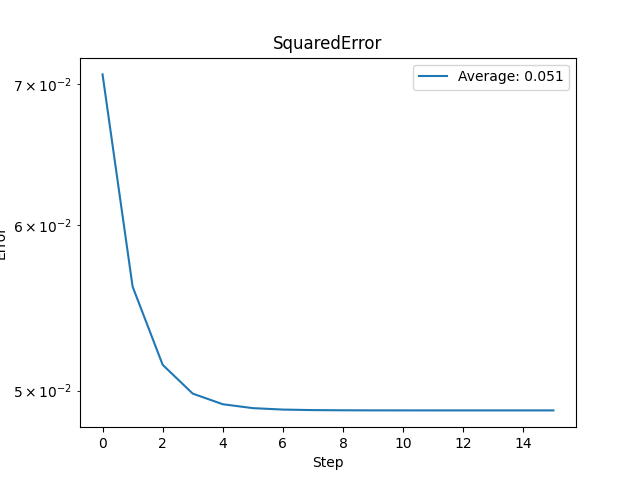 SquaredError
Average: 0.051
7 × 10⁻²
6 × 10⁻²
5 × 10⁻²
Error
0 2 4 6 8 10 12 14
Step